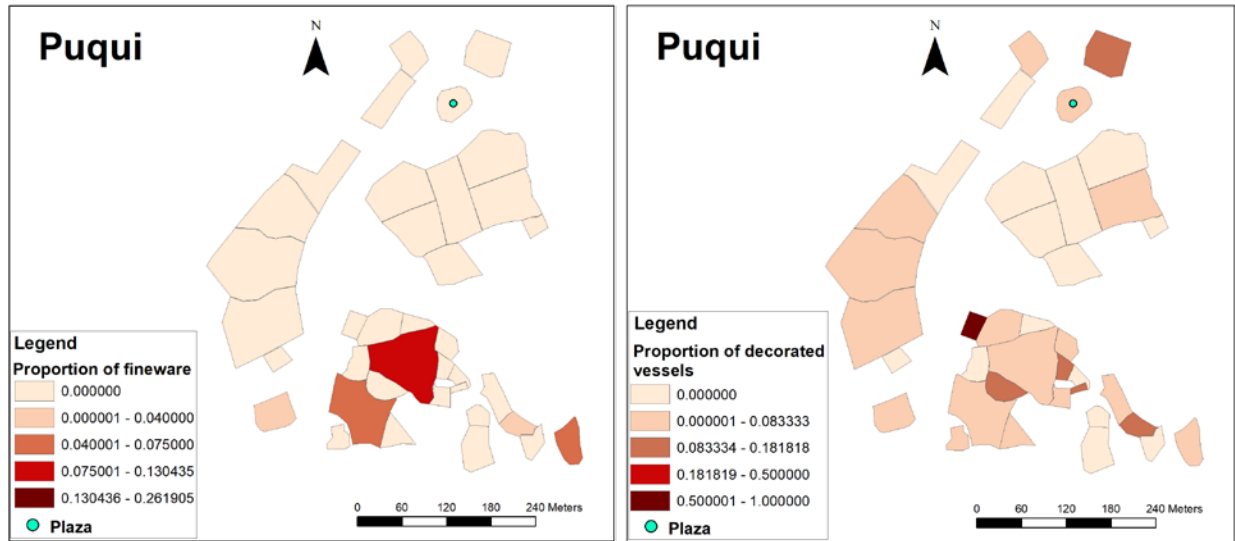 Puqui
N
Legend
Proportion of fineware
0.000000
0.000001 - 0.040000
0.040001 - 0.075000
0.075001 - 0.130435
0.130436 - 0.261905
Plaza
0 60 120 180 240 Meters
Puqui
N
Legend
Proportion of decorated
vessels
0.000000
0.000001 - 0.083333
0.083334 - 0.181818
0.181819 - 0.500000
0.500001 - 1.000000
Plaza
0 60 120 180 240 Meters